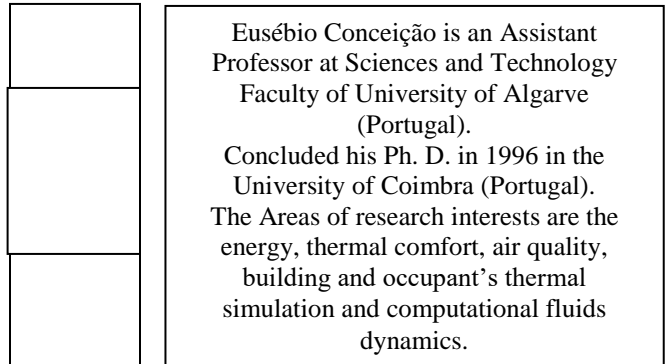 Eusébio Conceição is an Assistant
Professor at Sciences and Technology
Faculty of University of Algarve
(Portugal).
Concluded his Ph. D. in 1996 in the
University of Coimbra (Portugal).
The Areas of research interests are the
energy, thermal comfort, air quality,
building and occupant's thermal
simulation and computational fluids
dynamics.